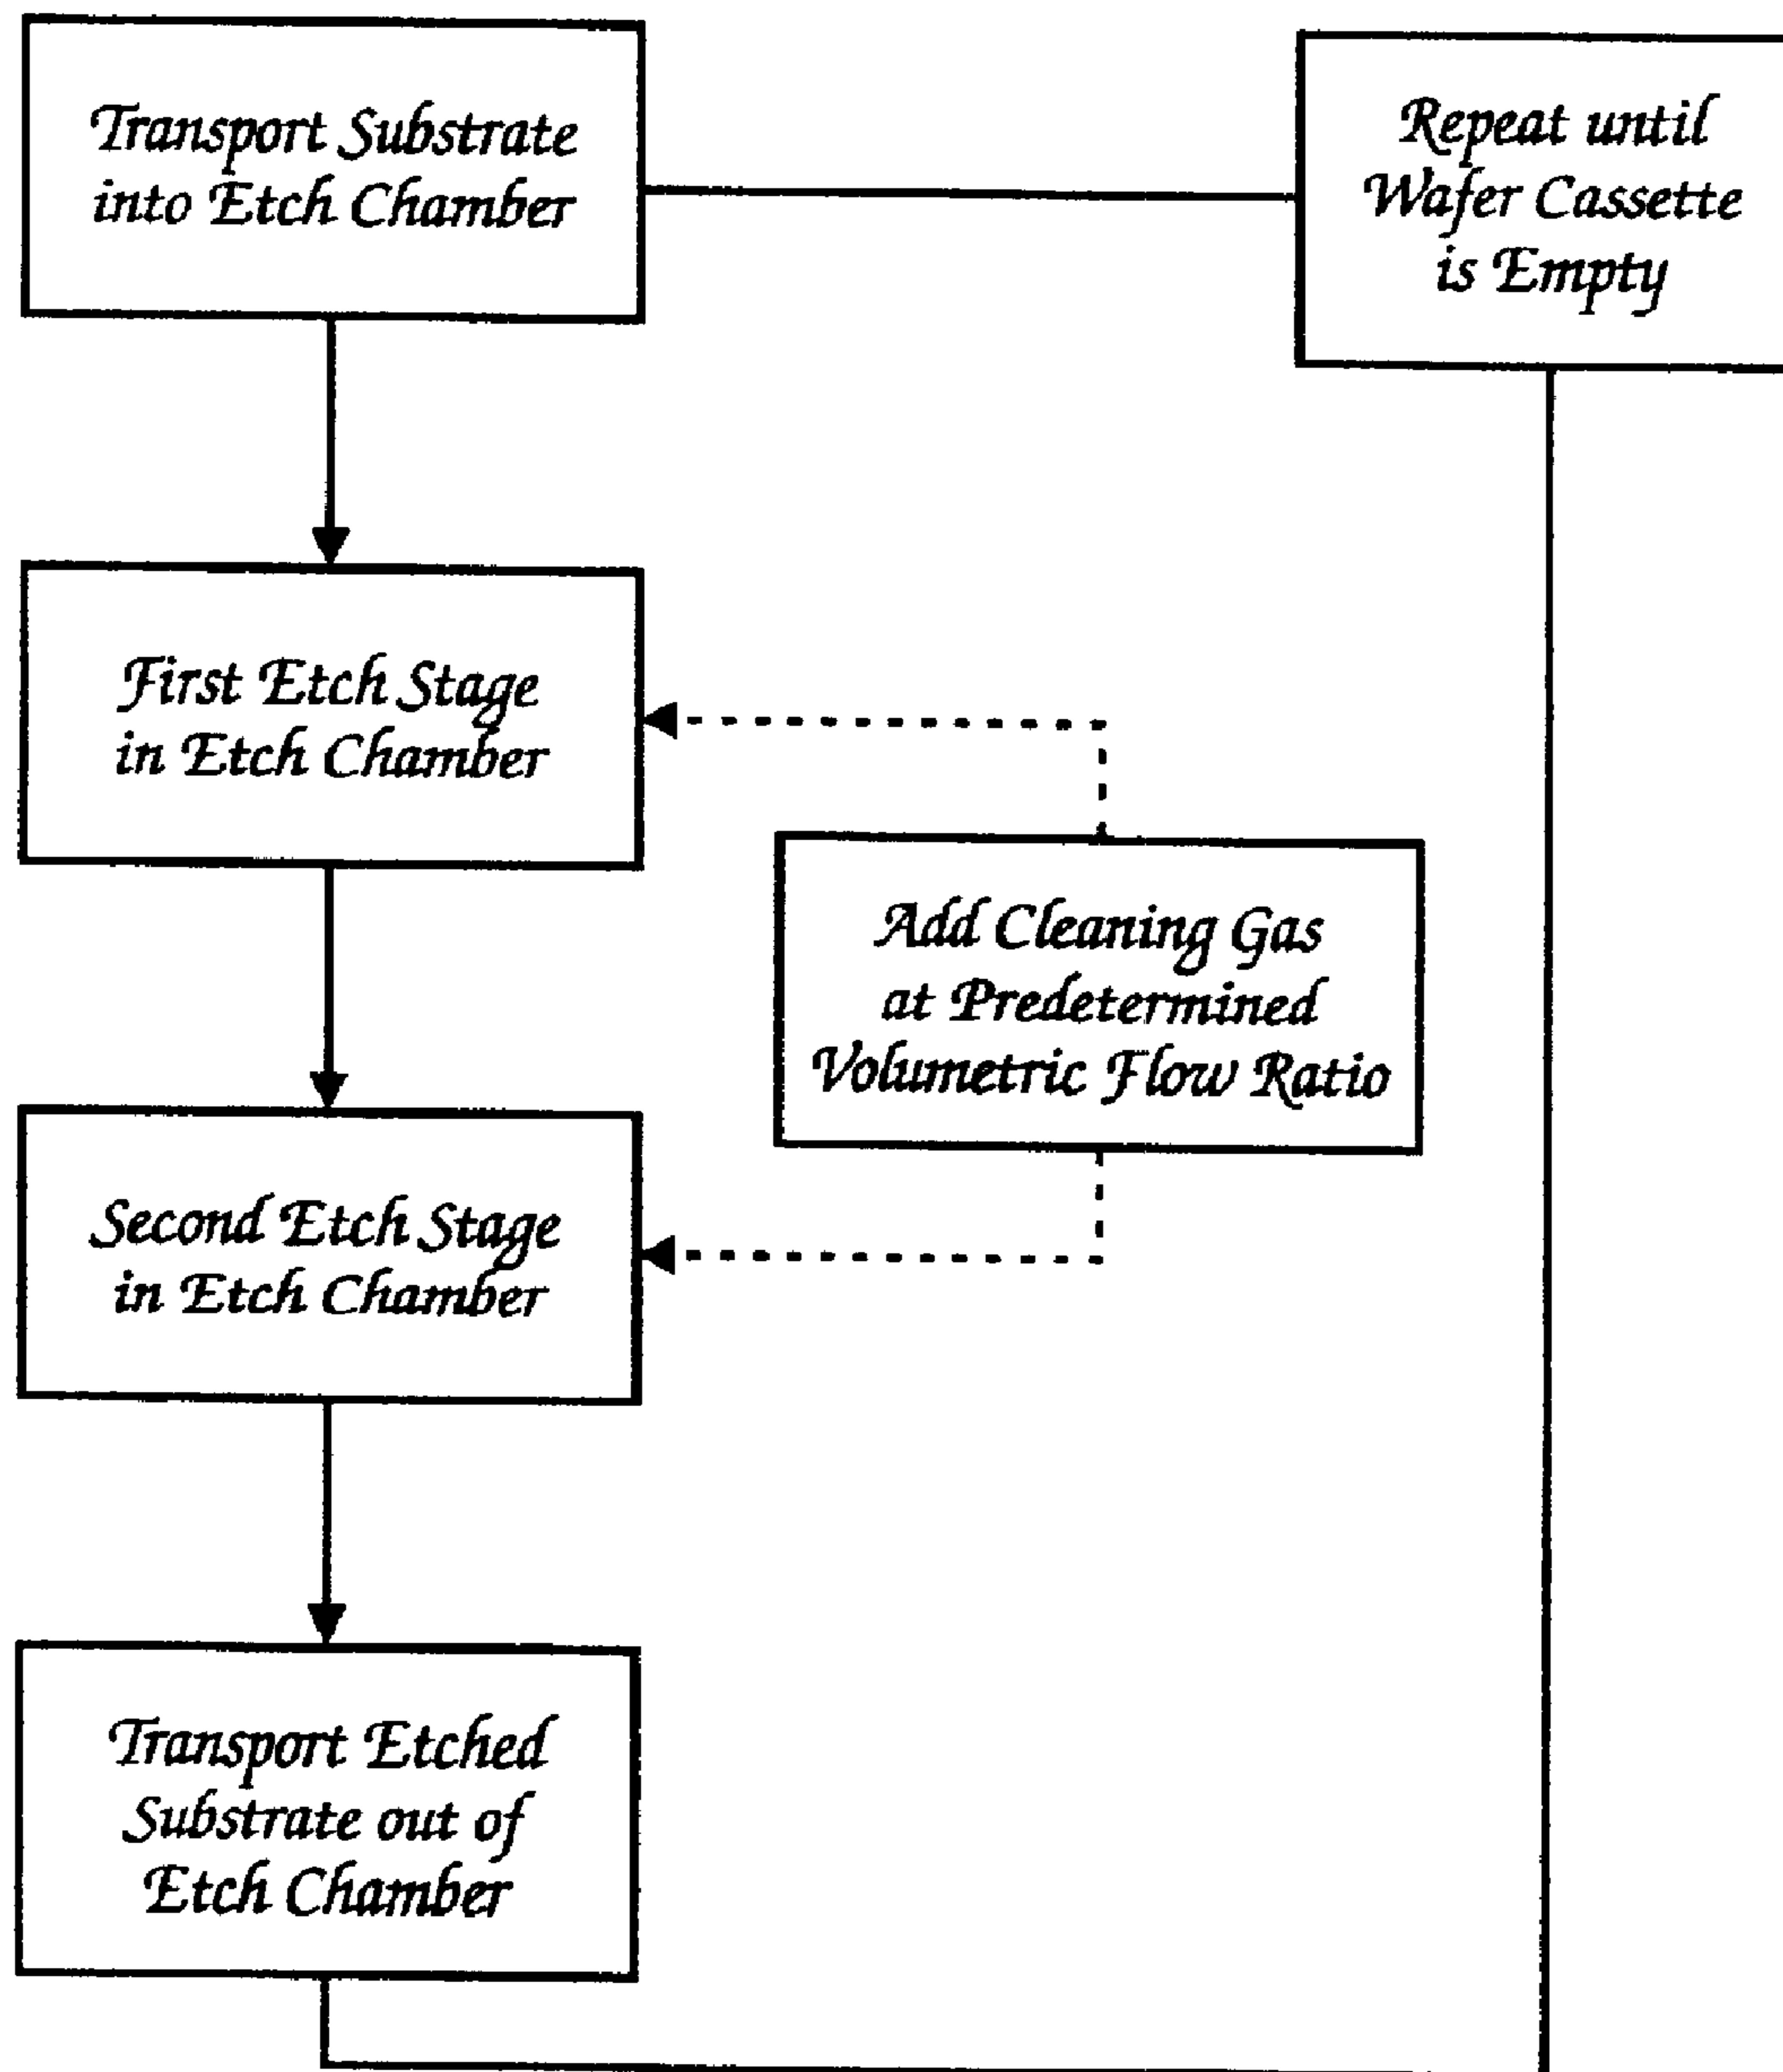 Transport Substrate
into Etch Chamber
Repeat until
Wafer Cassette
is Empty
First Etch Stage
in Etch Chamber
Add Cleaning Gas
at Predetermined
Volumetric Flow Ratio
Second Etch Stage
in Etch Chamber
Transport Etched
Substrate out of
Etch Chamber